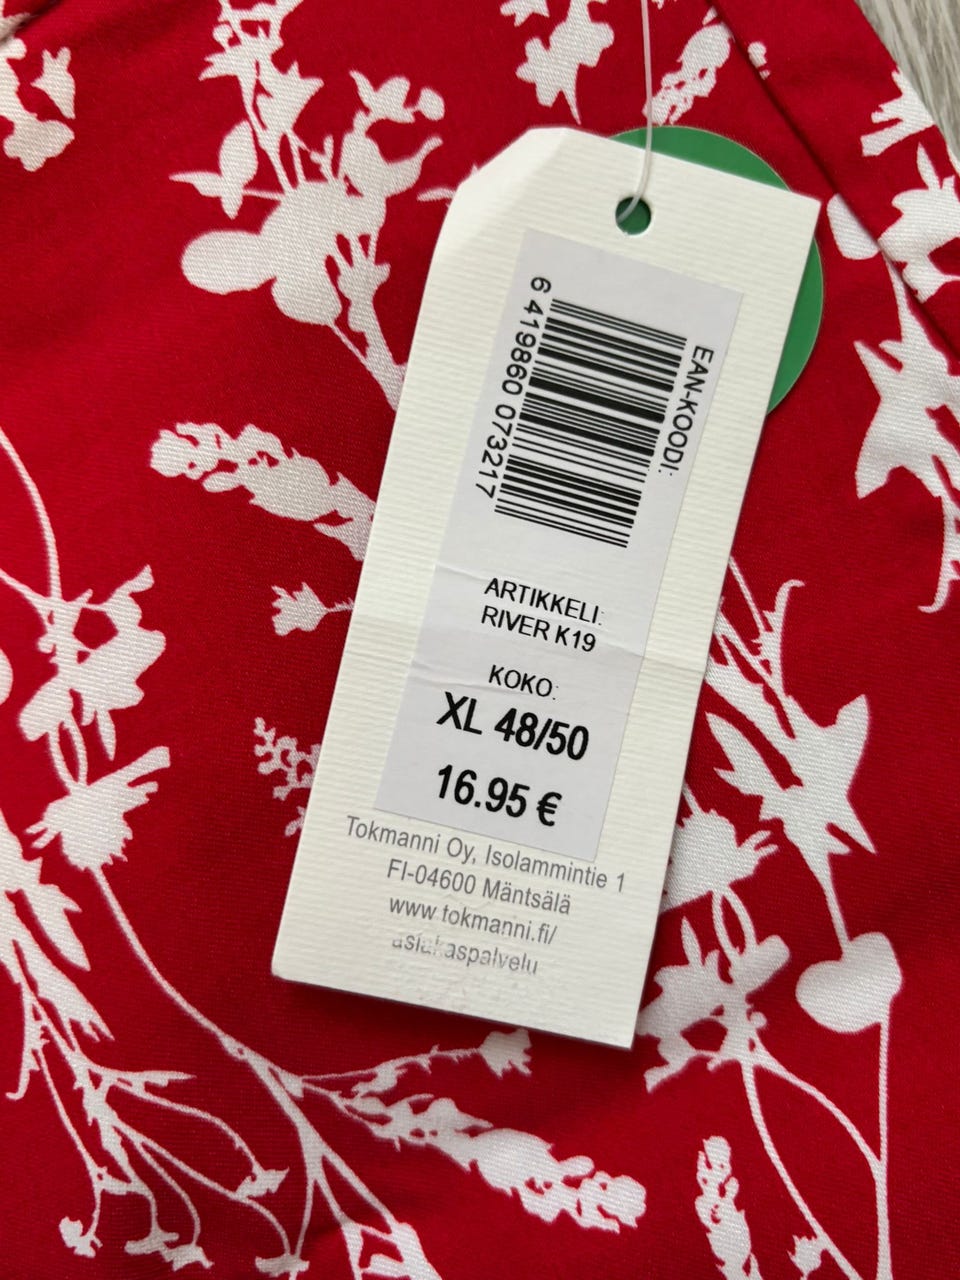 EAN-KOODI:
6 419860 073217
ARTIKKELI:
RIVER K19
KOKO:
XL 48/50
16.95 €
Tokmanni Oy, Isolammintie 1
FI-04600 Mäntsälä
www.tokmanni.fi/
asiakaspalvelu